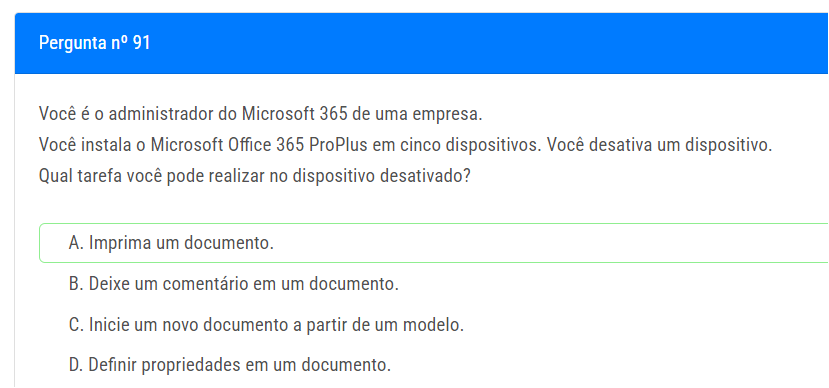 Pergunta nº 91
Você é o administrador do Microsoft 365 de uma empresa.
Você instala o Microsoft Office 365 ProPlus em cinco dispositivos. Você desativa um dispositivo.
Qual tarefa você pode realizar no dispositivo desativado?
A. Imprima um documento.
B. Deixe um comentário em um documento.
C. Inicie um novo documento a partir de um modelo.
D. Definir propriedades em um documento.